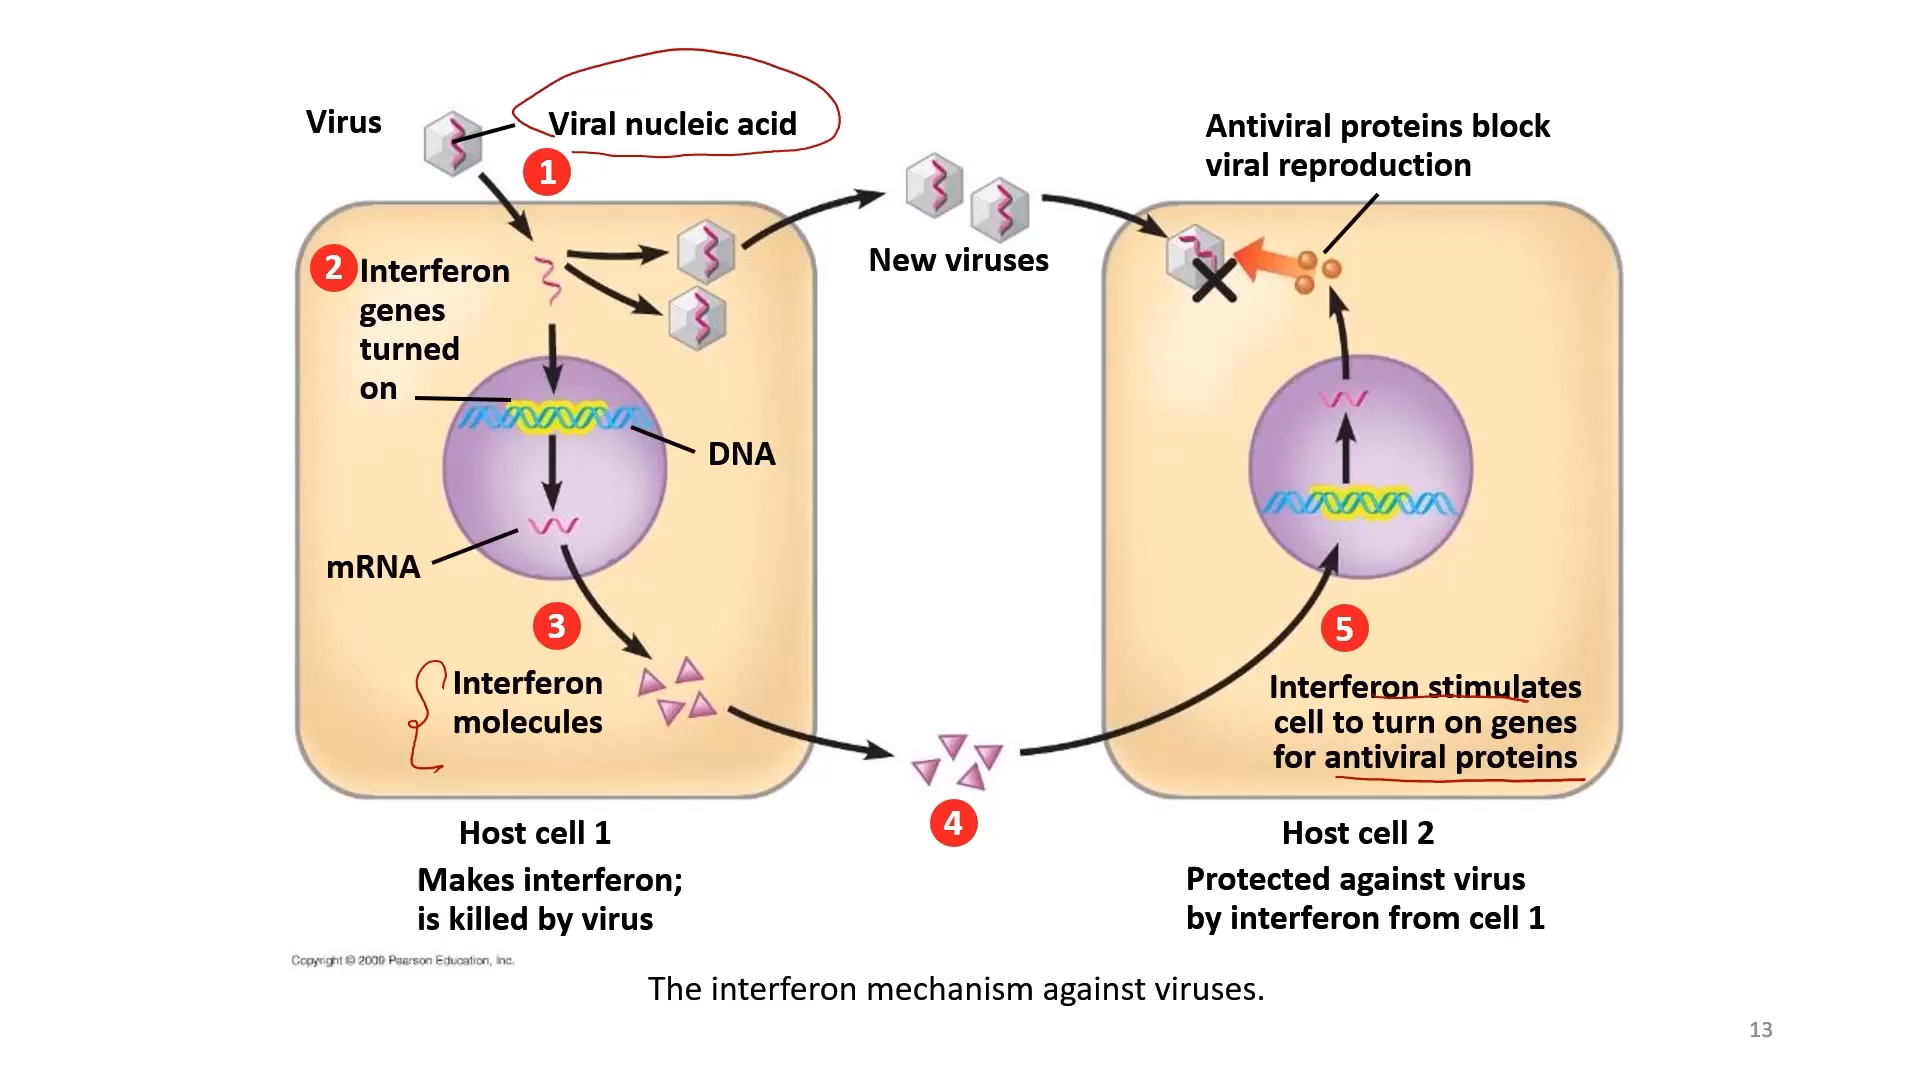 Virus
Viral nucleic acid
1
2
Interferon
genes
turned
on
DNA
mRNA
3
Interferon
molecules
New viruses
4
Antiviral proteins block
viral reproduction
5
Interferon stimulates
cell to turn on genes
for antiviral proteins
Host cell 1
Makes interferon;
is killed by virus
Host cell 2
Protected against virus
by interferon from cell 1
Copyright © 2009 Pearson Education, Inc.
The interferon mechanism against viruses.
13